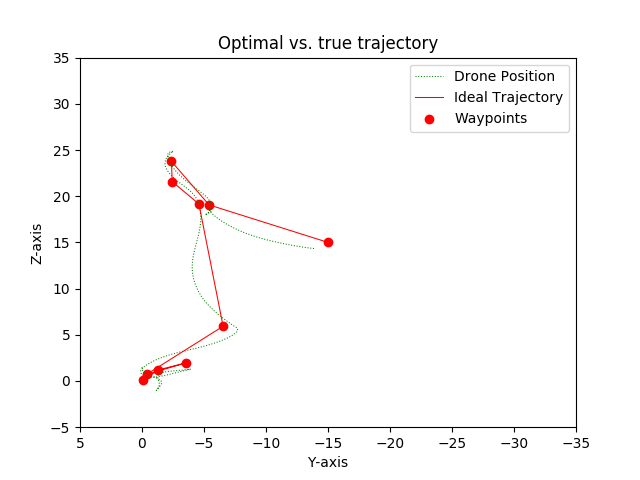 Optimal vs. true trajectory
Drone Position
Ideal Trajectory
Waypoints
Z-axis
35
30
25
20
15
10
5
0
−5
5 0 −5 −10 −15 −20 −25 −30 −35
Y-axis